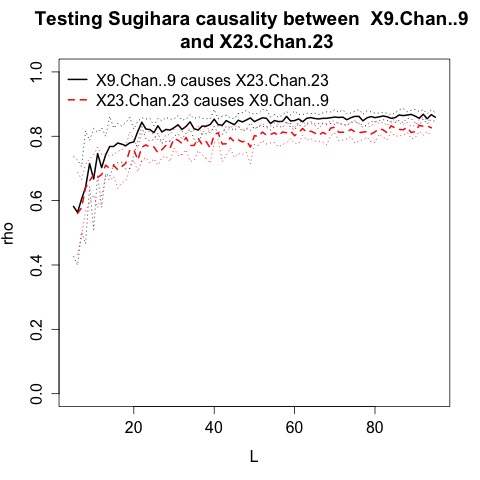 Testing Sugihara causality between  X9.Chan..9
and X23.Chan.23
X9.Chan..9 causes X23.Chan.23
X23.Chan.23 causes X9.Chan..9
1.0
0.8
0.6
0.4
0.2
0.0
rho
20 40 60 80
L